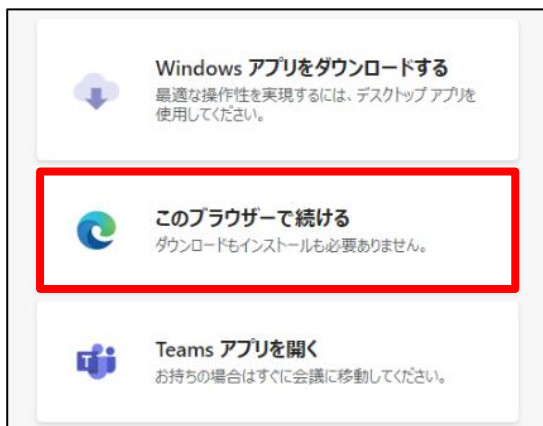 Windows アプリをダウンロードする
最適な操作性を実現するには、デスクトップ アプリを
使用してください。
このブラウザーで続ける
ダウンロードもインストールも必要ありません。
Teams アプリを開く
お持ちの場合はすぐに会議に移動してください。